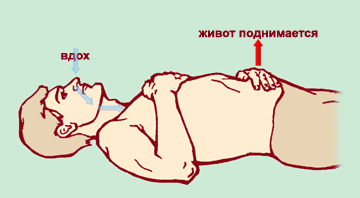 живот поднимается
вдох